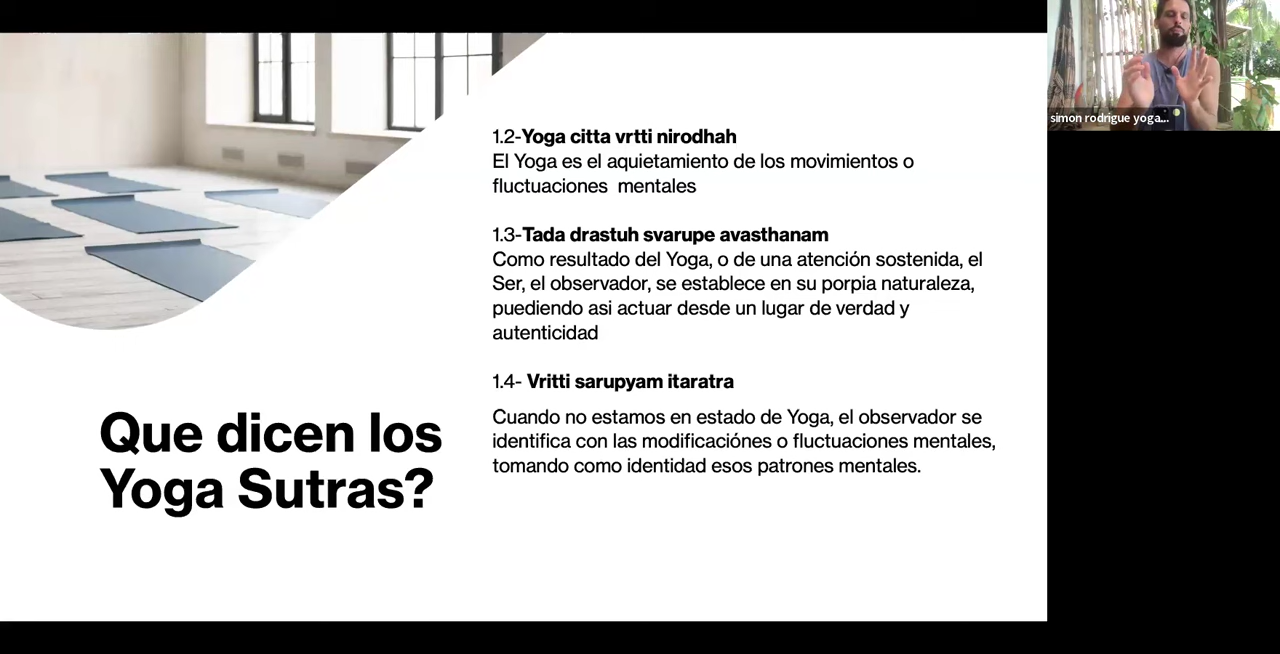 1.2-Yoga citta vrtti nirodhah
El Yoga es el aquietamiento de los movimientos o
fluctuaciones mentales
1.3-Tada drastuh svarupe avasthanam
Como resultado del Yoga, o de una atención sostenida, el
Ser, el observador, se establece en su porpia naturaleza,
puediendo asi actuar desde un lugar de verdad y
autenticidad
1.4- Vritti sarupyam itaratra
Cuando no estamos en estado de Yoga, el observador se
identifica con las modificaciónes o fluctuaciones mentales,
tomando como identidad esos patrones mentales.
Que dicen los
Yoga Sutras?
simon rodrigue yoga...